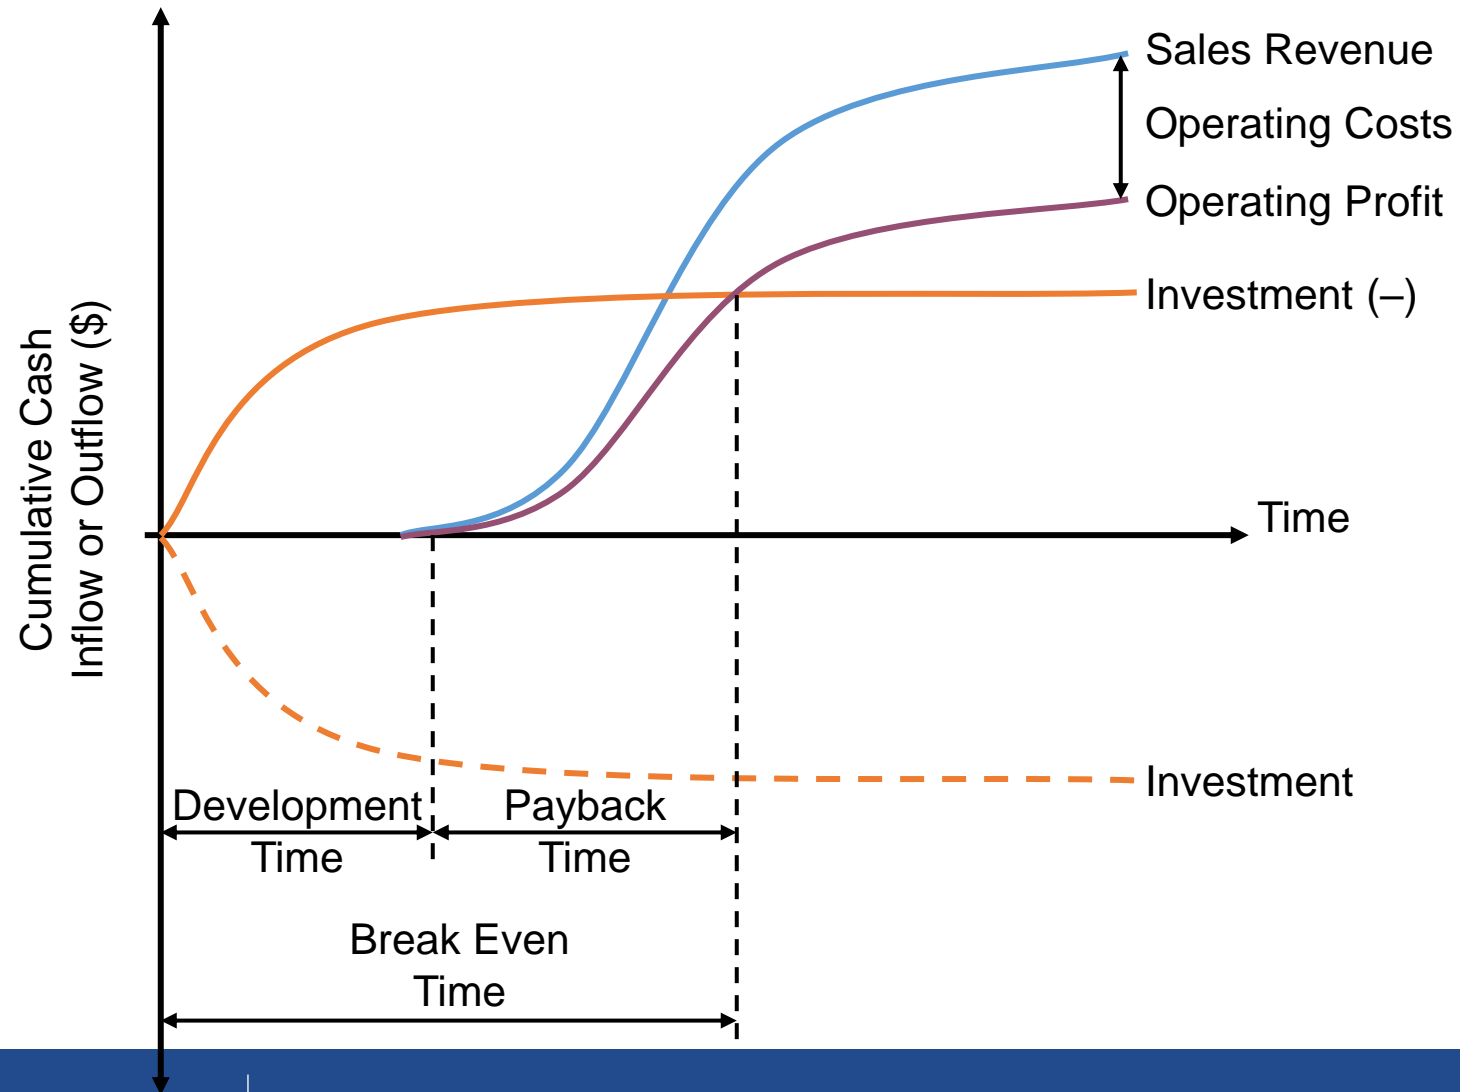 Sales Revenue
Operating Costs
Operating Profit
Investment (–)
Cumulative Cash
Inflow or Outflow ($)
Time
Investment
Development
Time
Payback
Time
Break Even
Time